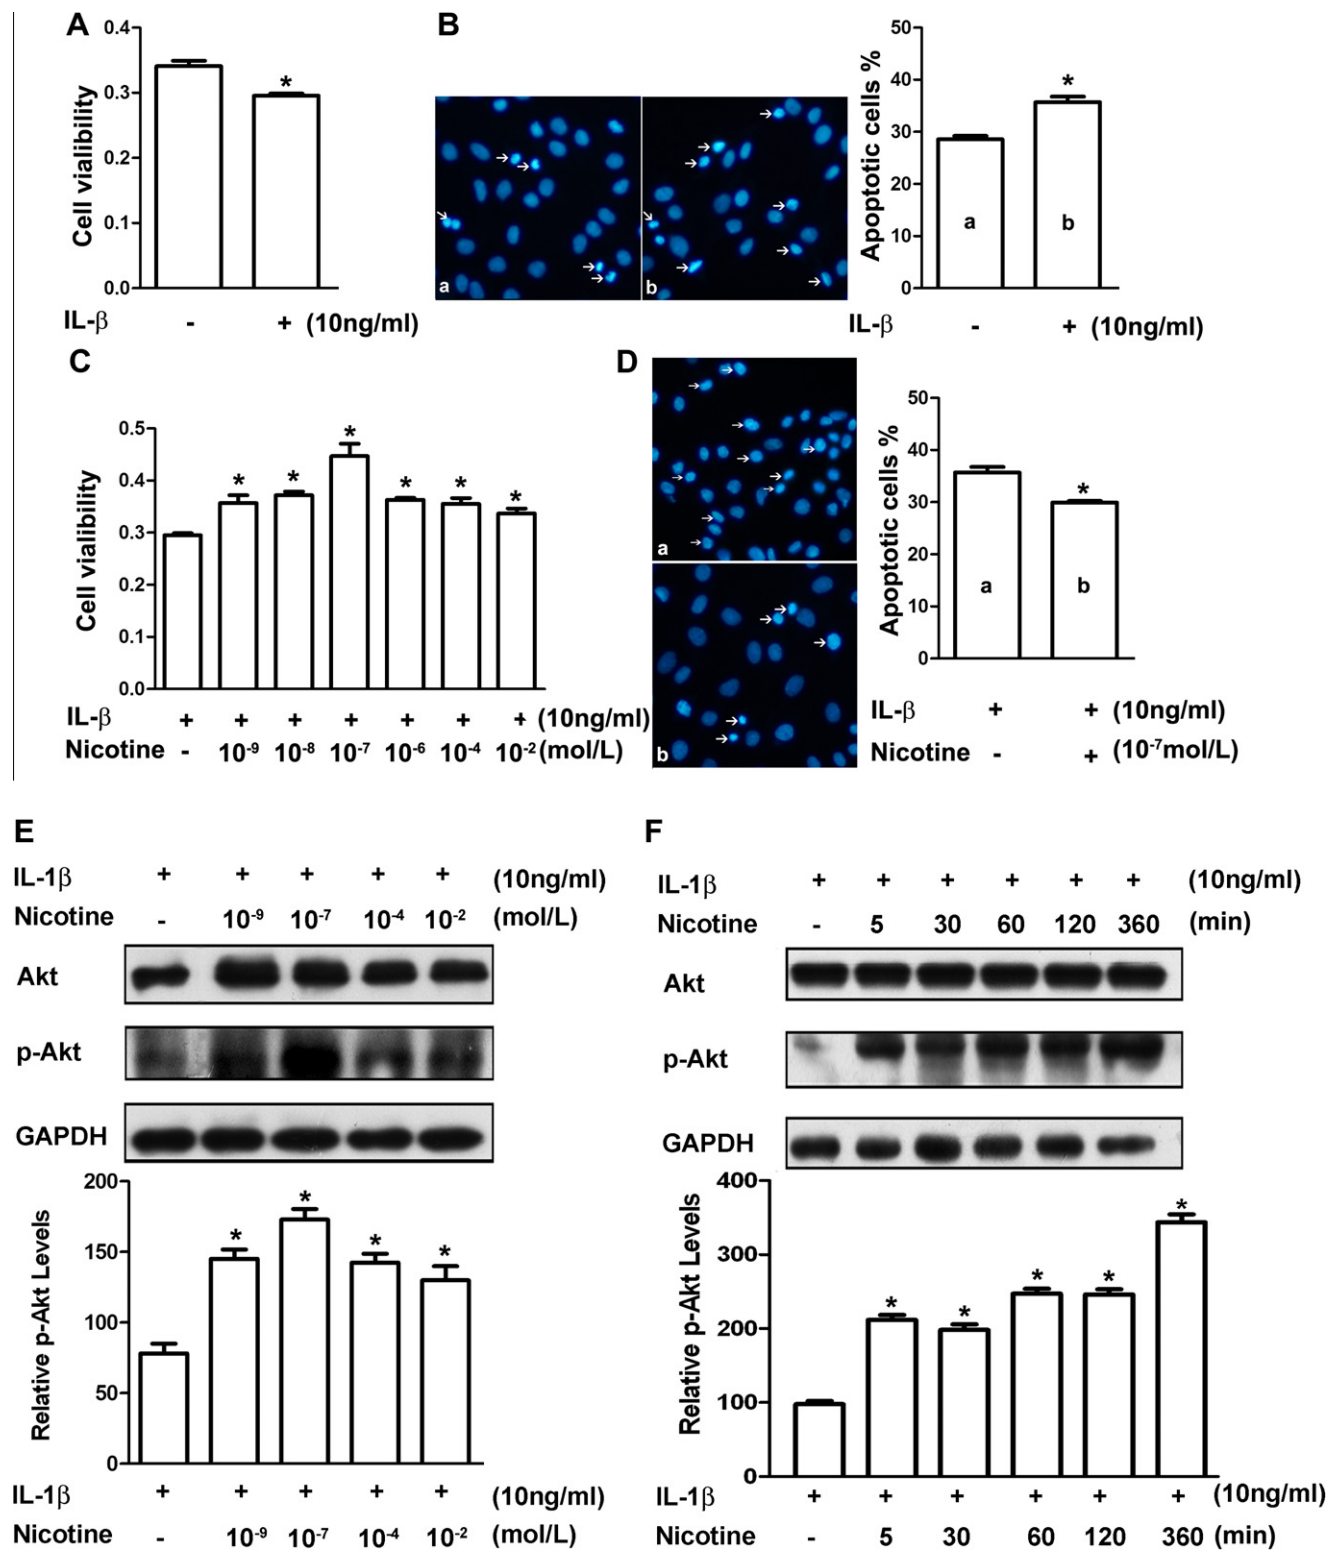 A
Cell vialibility
0.4
0.3
0.2
0.1
0.0
*
IL-β - + (10ng/ml)
B
a
b
Apoptotic cells %
50
40
30
20
10
0
*
a
b
IL-β - + (10ng/ml)
C
Cell vialibility
0.5
0.4
0.3
0.2
0.1
0.0
* * * * * *
IL-β + + + + + + + (10ng/ml)
Nicotine - 10⁻⁹ 10⁻⁸ 10⁻⁷ 10⁻⁶ 10⁻⁴ 10⁻² (mol/L)
D
a
b
Apoptotic cells %
50
40
30
20
10
0
*
a
b
IL-β + + (10ng/ml)
Nicotine - + (10⁻⁷mol/L)
E
IL-1β + + + + + (10ng/ml)
Nicotine - 10⁻⁹ 10⁻⁷ 10⁻⁴ 10⁻² (mol/L)
Akt
p-Akt
GAPDH
Relative p-Akt Levels
200
150
100
50
0
* * * *
IL-1β + + + + + (10ng/ml)
Nicotine - 10⁻⁹ 10⁻⁷ 10⁻⁴ 10⁻² (mol/L)
F
IL-1β + + + + + + (10ng/ml)
Nicotine - 5 30 60 120 360 (min)
Akt
p-Akt
GAPDH
Relative p-Akt Levels
400
300
200
100
0
* * * * *
IL-1β + + + + + + (10ng/ml)
Nicotine - 5 30 60 120 360 (min)